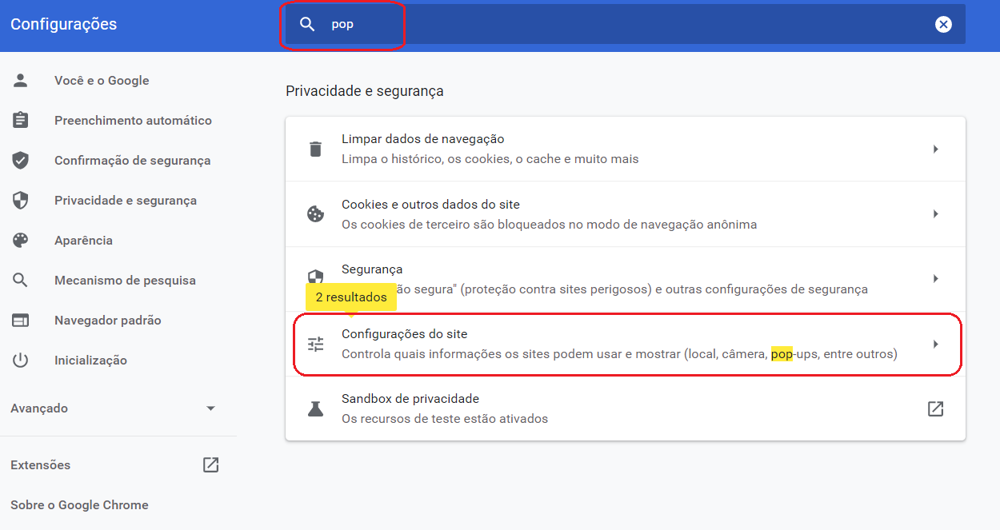 Configurações
pop
Você e o Google
Preenchimento automático
Confirmação de segurança
Privacidade e segurança
Aparência
Mecanismo de pesquisa
Navegador padrão
Inicialização
Avançado
Extensões
Sobre o Google Chrome
Privacidade e segurança
Limpar dados de navegação
Limpa o histórico, os cookies, o cache e muito mais
Cookies e outros dados do site
Os cookies de terceiro são bloqueados no modo de navegação anônima
Segurança
ão segura" (proteção contra sites perigosos) e outras configurações de segurança
2 resultados
Configurações do site
Controla quais informações os sites podem usar e mostrar (local, câmera, pop-ups, entre outros)
Sandbox de privacidade
Os recursos de teste estão ativados